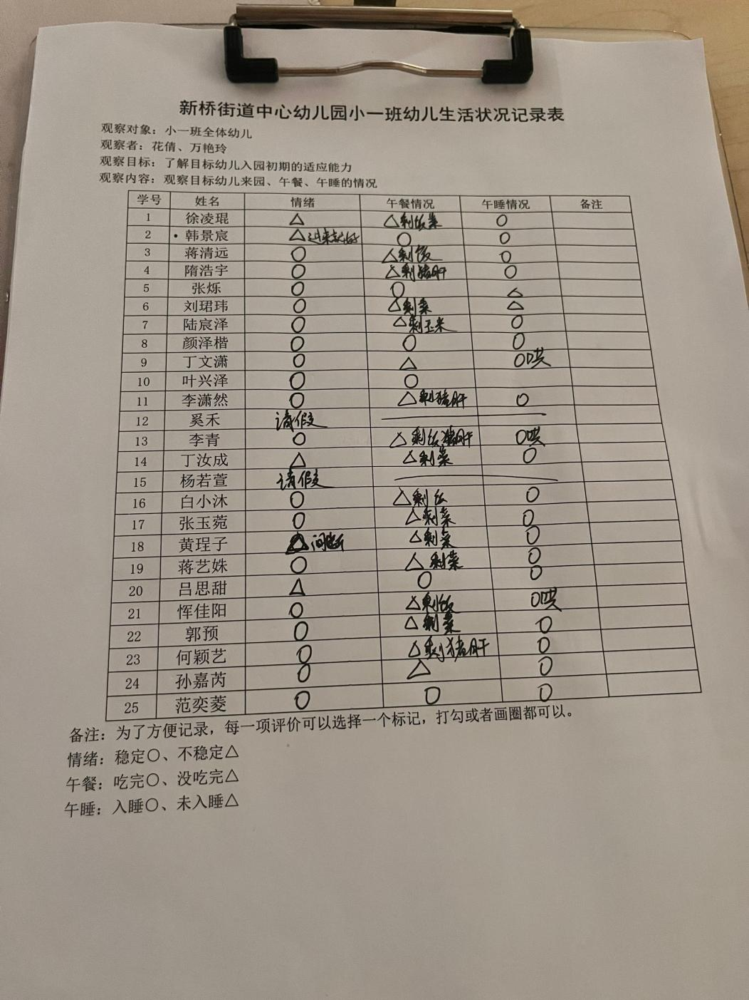 新桥街道中心幼儿园小一班幼儿生活状况记录表
观察对象：小一班全体幼儿
观察者：花倩、万艳玲
观察目标：了解目标幼儿入园初期的适应能力
观察内容：观察目标幼儿来园、午餐、午睡的情况
学号 姓名 情绪 午餐情况 午睡情况 备注
1 徐凌琨 △ △剩饭菜 ○
2 ·韩景宸 △ ○ ○
3 蒋清远 ○ △剩饭 ○
4 隋浩宇 ○ △剩猪肝 ○
5 张烁 ○ ○ △
6 刘珺玮 ○ △剩菜 △
7 陆宸泽 ○ △剩玉米 ○
8 颜泽楷 ○ ○ ○
9 丁文潇 ○ △ ○哄
10 叶兴泽 ○ ○
11 李潇然 ○ △剩猪肝 ○
12 奚禾 请假
13 李青 ○ △剩饭猪肝 ○哄
14 丁汝成 △ △剩菜 ○
15 杨若萱 请假
16 白小沐 ○ △剩饭 ○
17 张玉菀 ○ △剩菜 ○
18 黄珵子 △间断 △剩菜 ○
19 蒋艺姝 ○ △剩菜 ○
20 吕思甜 △ ○ ○
21 恽佳阳 ○ △剩饭 ○哄
22 郭预 ○ △剩菜 ○
23 何颖艺 ○ △剩猪肝 ○
24 孙嘉芮 ○ △ ○
25 范奕菱 ○ ○ ○
备注：为了方便记录，每一项评价可以选择一个标记，打勾或者画圈都可以。
情绪：稳定○、不稳定△
午餐：吃完○、没吃完△
午睡：入睡○、未入睡△